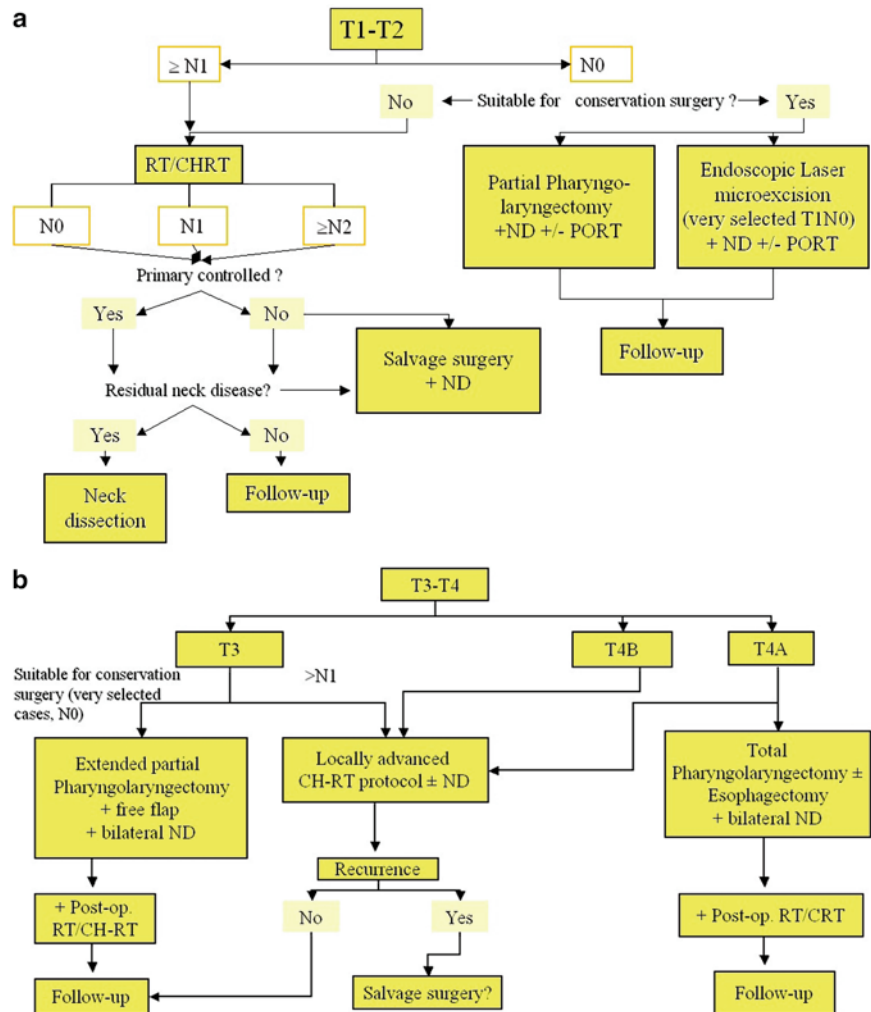 a
T1-T2
≥ N1
N0
No
Suitable for conservation surgery ?
Yes
RT/CHRT
Partial Pharyngo-
laryngectomy
+ND +/- PORT
Endoscopic Laser
microexcision
(very selected T1N0)
+ ND +/- PORT
N0
N1
≥N2
Primary controlled ?
Yes
No
Salvage surgery
+ ND
Follow-up
Residual neck disease?
Yes
No
Neck
dissection
Follow-up
b
T3-T4
T3
T4B
T4A
Suitable for conservation
surgery (very selected
cases, N0)
>N1
Extended partial
Pharyngolaryngectomy
+ free flap
+ bilateral ND
Locally advanced
CH-RT protocol ± ND
Total
Pharyngolaryngectomy ±
Esophagectomy
+ bilateral ND
Recurrence
+ Post-op.
RT/CH-RT
No
Yes
+ Post-op. RT/CRT
Follow-up
Salvage surgery?
Follow-up